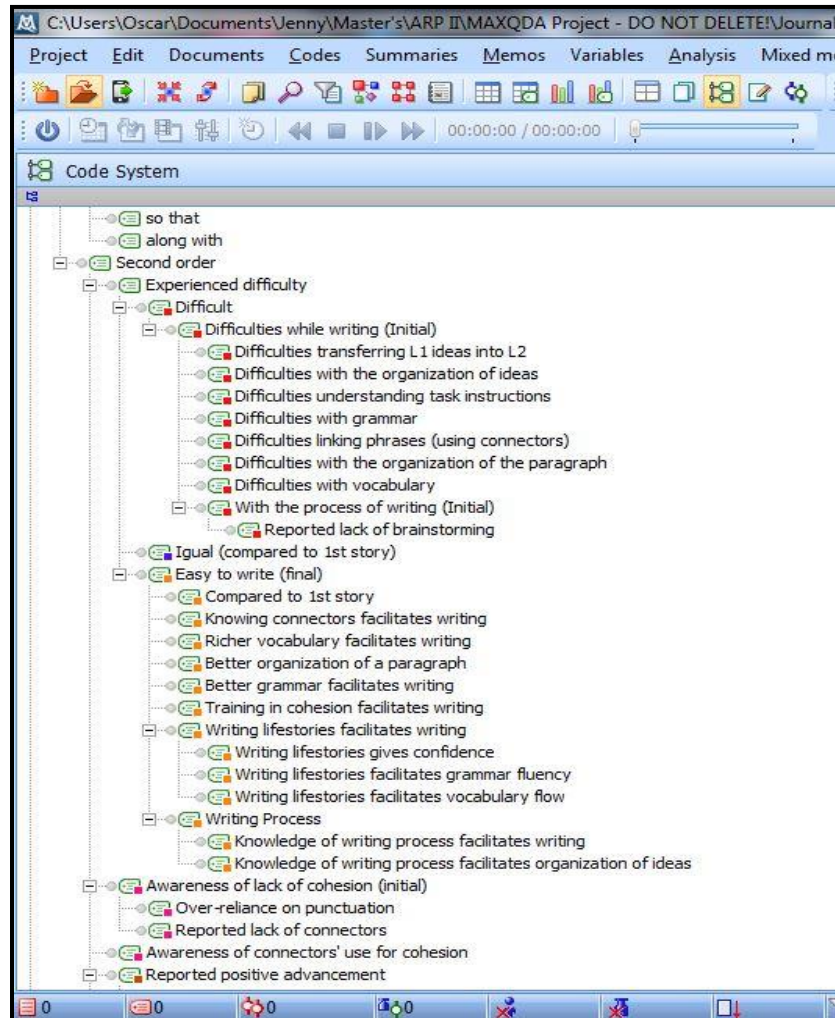 C:\Users\Oscar\Documents\Jenny\Master's\ARP II\MAXQDA Project - DO NOT DELETE!\Journal
Project Edit Documents Codes Summaries Memos Variables Analysis Mixed m
00:00:00 / 00:00:00
Code System
so that
along with
Second order
Experienced difficulty
Difficult
Difficulties while writing (Initial)
Difficulties transferring L1 ideas into L2
Difficulties with the organization of ideas
Difficulties understanding task instructions
Difficulties with grammar
Difficulties linking phrases (using connectors)
Difficulties with the organization of the paragraph
Difficulties with vocabulary
With the process of writing (Initial)
Reported lack of brainstorming
Igual (compared to 1st story)
Easy to write (final)
Compared to 1st story
Knowing connectors facilitates writing
Richer vocabulary facilitates writing
Better organization of a paragraph
Better grammar facilitates writing
Training in cohesion facilitates writing
Writing lifestories facilitates writing
Writing lifestories gives confidence
Writing lifestories facilitates grammar fluency
Writing lifestories facilitates vocabulary flow
Writing Process
Knowledge of writing process facilitates writing
Knowledge of writing process facilitates organization of ideas
Awareness of lack of cohesion (initial)
Over-reliance on punctuation
Reported lack of connectors
Awareness of connectors' use for cohesion
Reported positive advancement
0 0 0 0